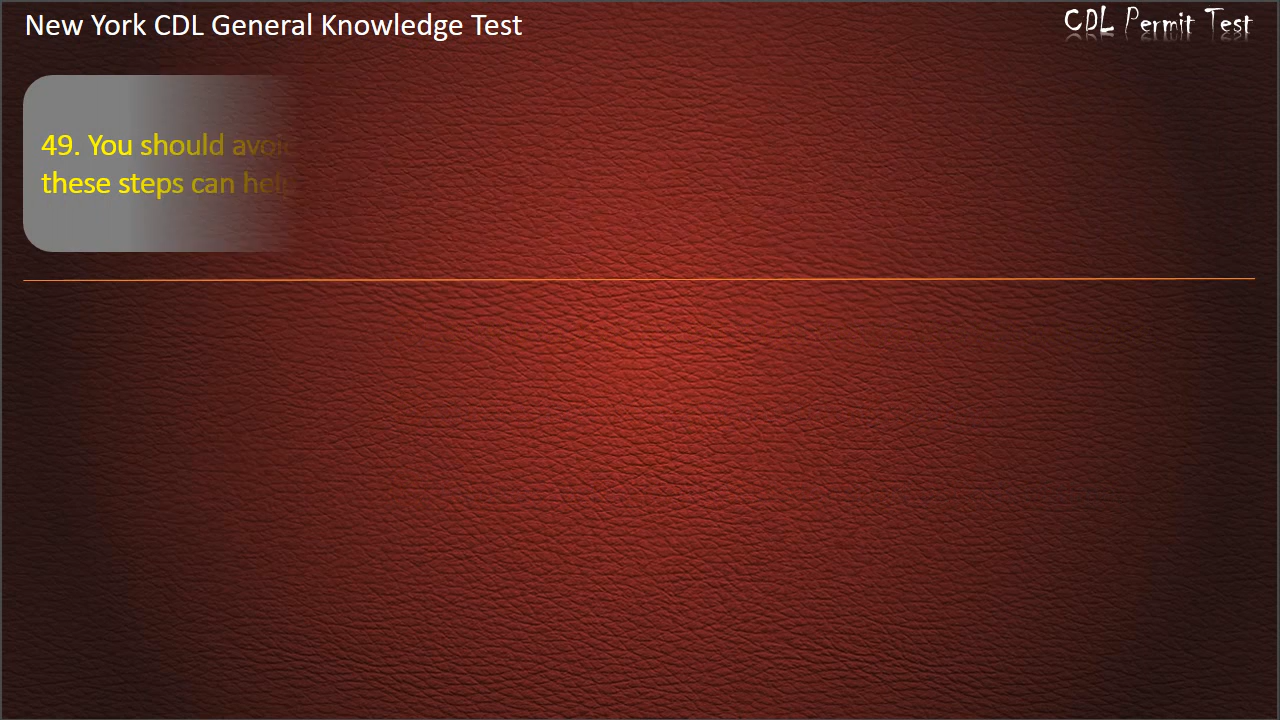 New York CDL General Knowledge Test
CDL Permit Test
49. You should
these steps can